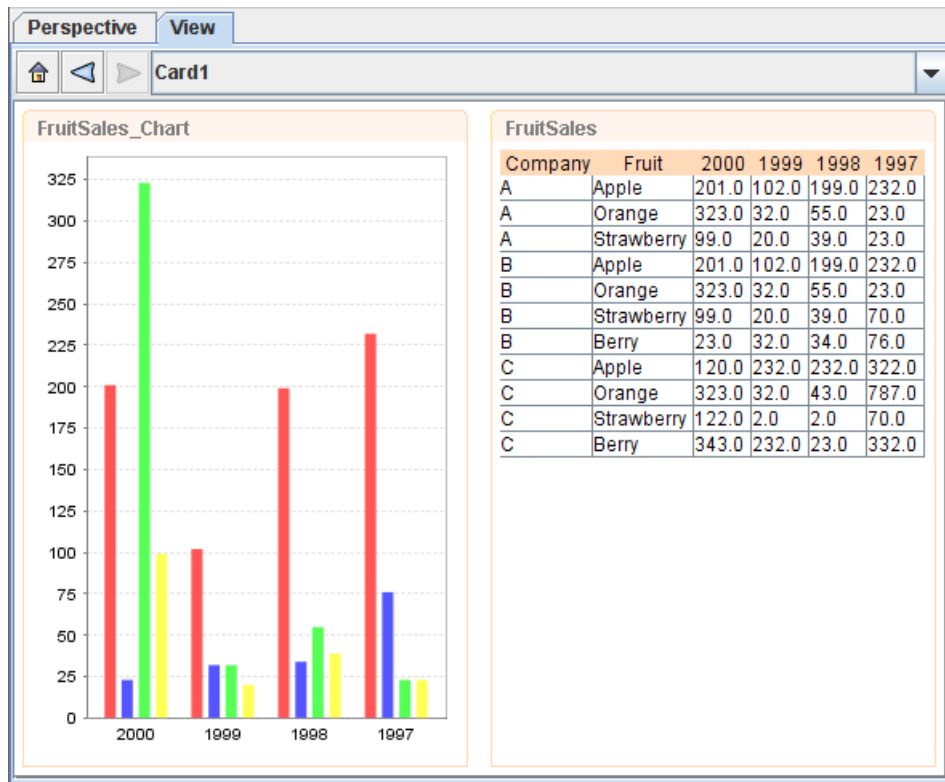 Perspective View
Card1
FruitSales_Chart
325
300
275
250
225
200
175
150
125
100
75
50
25
0
2000 1999 1998 1997
FruitSales
Company Fruit 2000 1999 1998 1997
A Apple 201.0 102.0 199.0 232.0
A Orange 323.0 32.0 55.0 23.0
A Strawberry 99.0 20.0 39.0 23.0
B Apple 201.0 102.0 199.0 232.0
B Orange 323.0 32.0 55.0 23.0
B Strawberry 99.0 20.0 39.0 70.0
B Berry 23.0 32.0 34.0 76.0
C Apple 120.0 232.0 232.0 322.0
C Orange 323.0 32.0 43.0 787.0
C Strawberry 122.0 2.0 2.0 70.0
C Berry 343.0 232.0 23.0 332.0